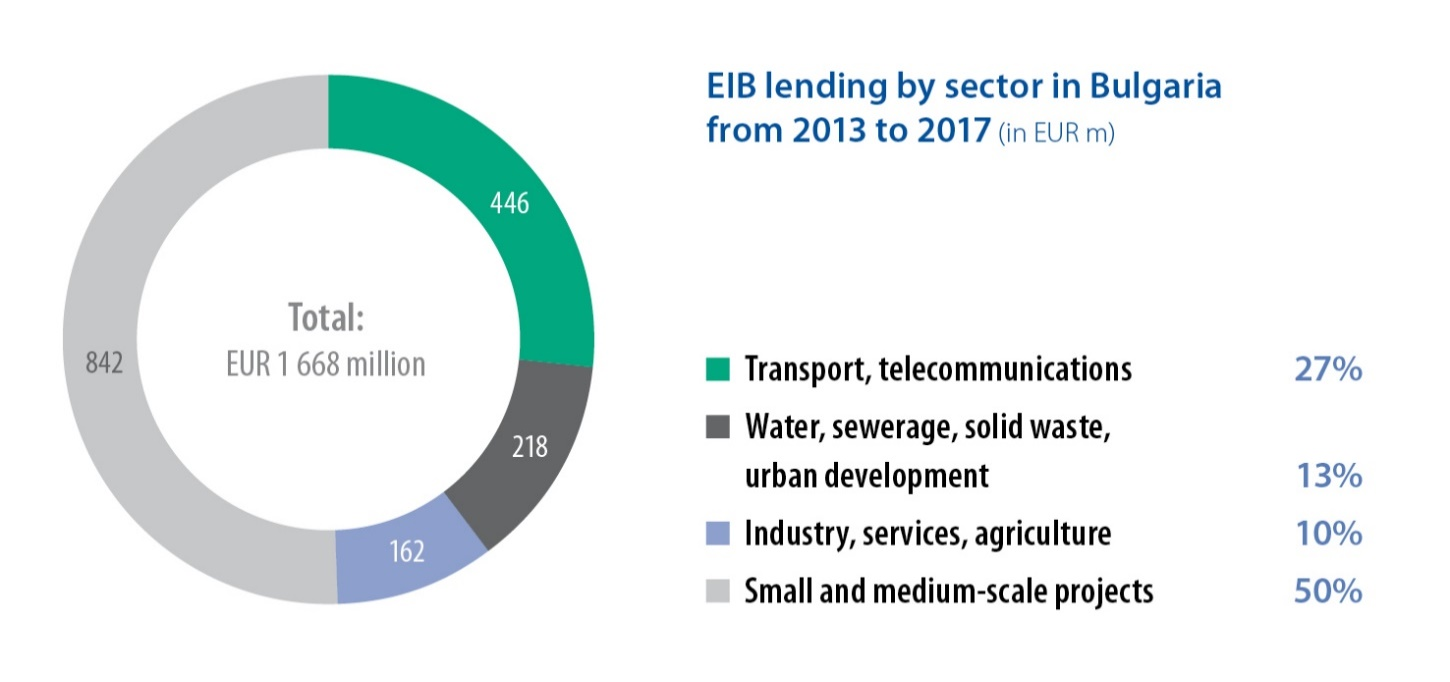 EIB lending by sector in Bulgaria
from 2013 to 2017 (in EUR m)
446
218
162
842
Total:
EUR 1 668 million
Transport, telecommunications 27%
Water, sewerage, solid waste,
urban development 13%
Industry, services, agriculture 10%
Small and medium-scale projects 50%